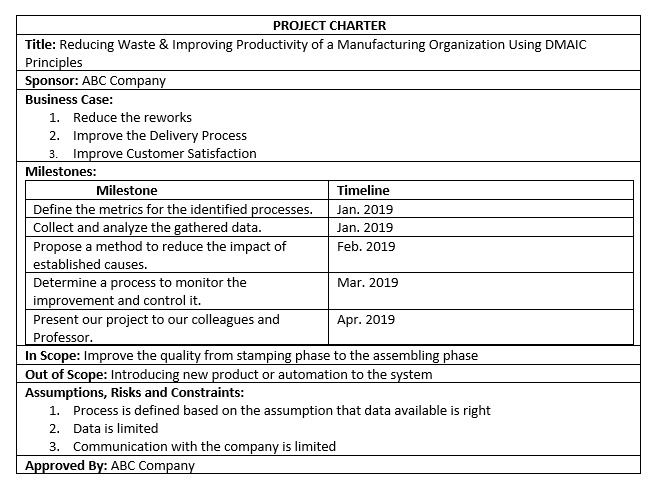 PROJECT CHARTER
Title: Reducing Waste & Improving Productivity of a Manufacturing Organization Using DMAIC
Principles
Sponsor: ABC Company
Business Case:
1. Reduce the reworks
2. Improve the Delivery Process
3. Improve Customer Satisfaction
Milestones:
Milestone Timeline
Define the metrics for the identified processes. Jan. 2019
Collect and analyze the gathered data. Jan. 2019
Propose a method to reduce the impact of Feb. 2019
established causes.
Determine a process to monitor the Mar. 2019
improvement and control it.
Present our project to our colleagues and Apr. 2019
Professor.
In Scope: Improve the quality from stamping phase to the assembling phase
Out of Scope: Introducing new product or automation to the system
Assumptions, Risks and Constraints:
1. Process is defined based on the assumption that data available is right
2. Data is limited
3. Communication with the company is limited
Approved By: ABC Company